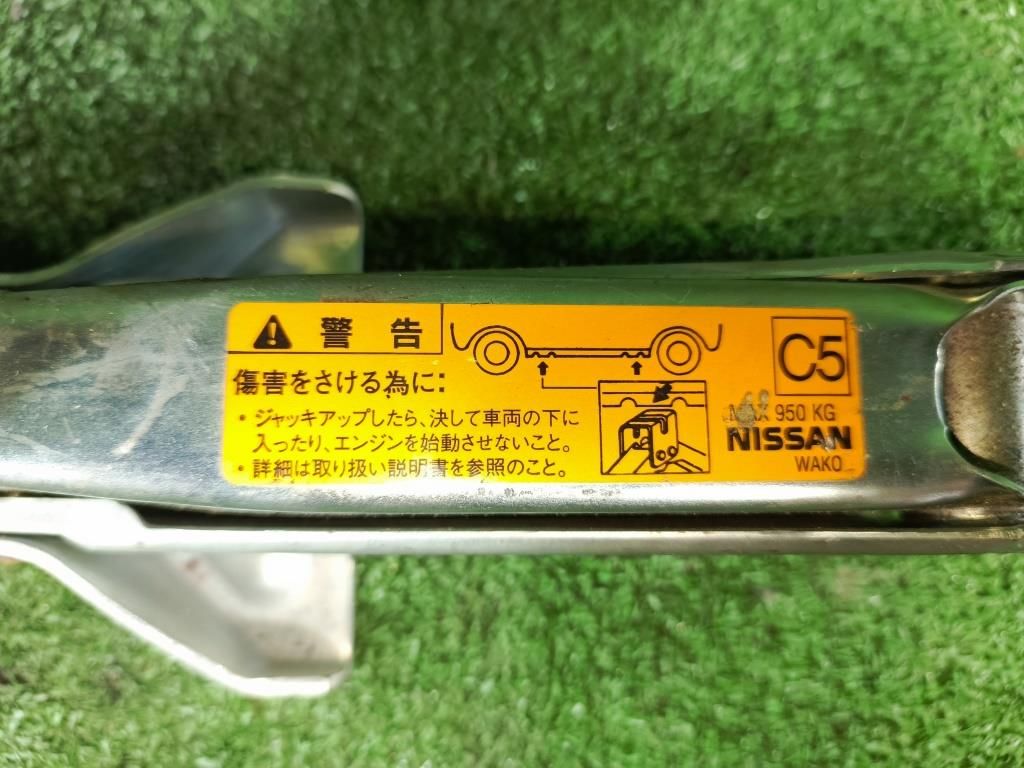 警 告
傷害をさける為に:
・ジャッキアップしたら、決して車両の下に
入ったり、エンジンを始動させないこと。
・詳細は取り扱い説明書を参照のこと。
C5
MAX 950 KG
NISSAN
WAKO